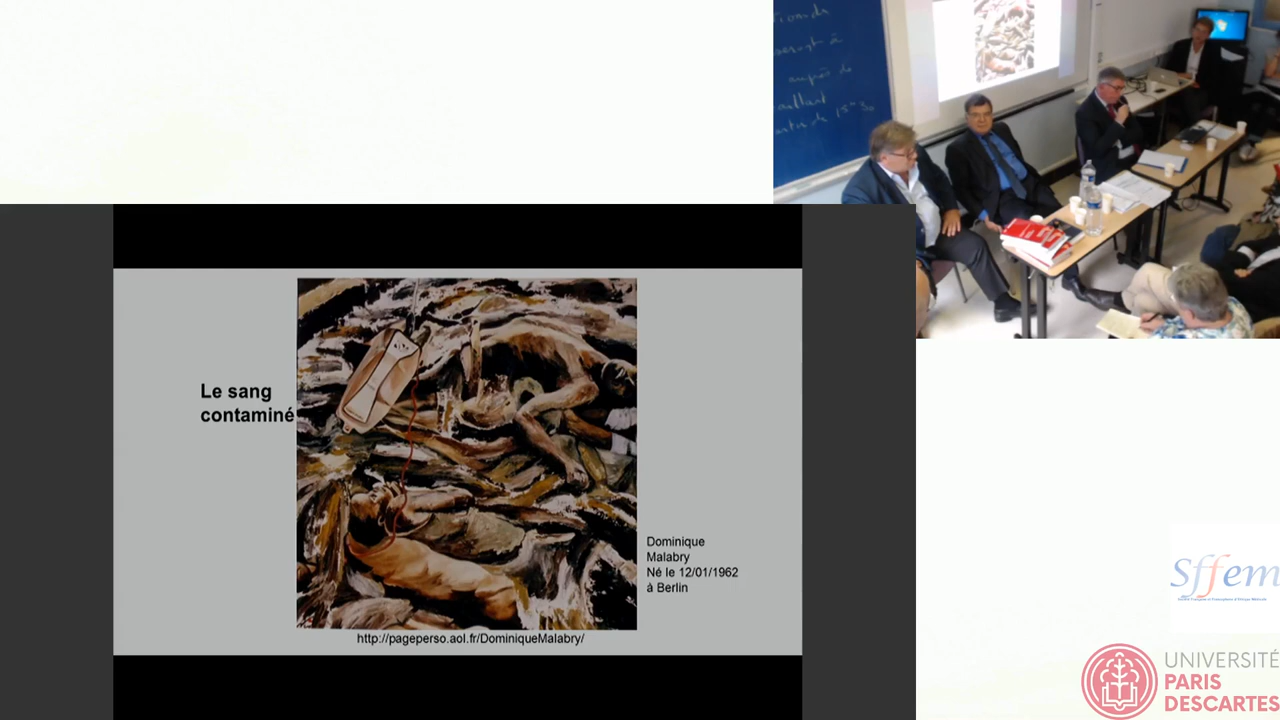 Le sang
contaminé
Dominique
Malabry
Né le 12/01/1962
à Berlin
http://pageperso.aol.fr/DominiqueMalabry/
Sffem
UNIVERSITÉ
PARIS
DESCARTES